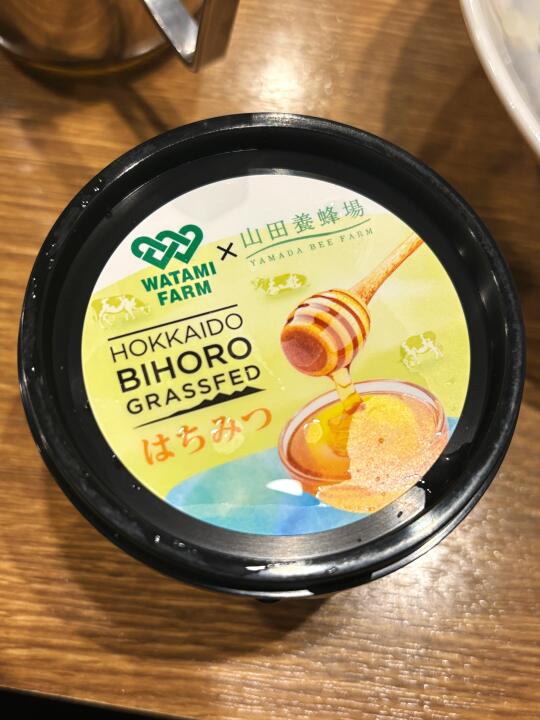 WATAMI
FARM
×
山田養蜂場
YAMADA BEE FARM
HOKKAIDO
BIHORO
GRASSFED
はちみつ